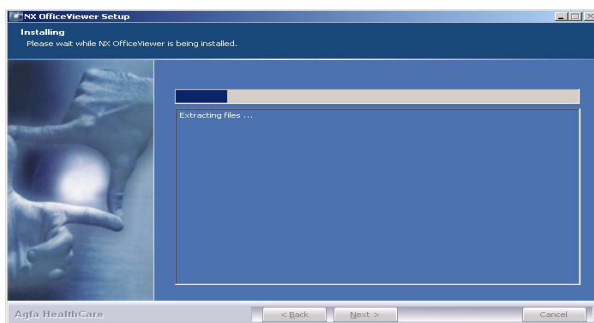 NX OfficeViewer Setup
Installing
Please wait while NX OfficeViewer is being installed.
Extracting files ...
Agfa HealthCare
< Back
Next >
Cancel